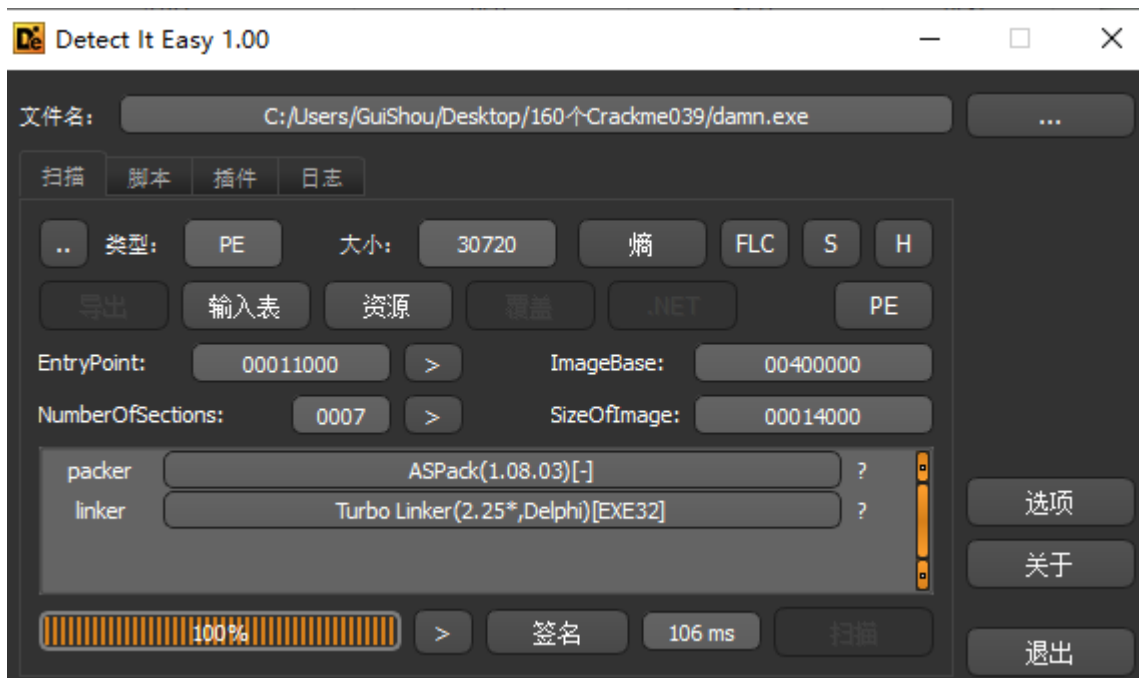 Detect It Easy 1.00
文件名: C:/Users/GuiShou/Desktop/160个Crackme039/damn.exe ...
扫描 脚本 插件 日志
.. 类型: PE 大小: 30720 熵 FLC S H
导出 输入表 资源 覆盖 .NET PE
EntryPoint: 00011000 > ImageBase: 00400000
NumberOfSections: 0007 > SizeOfImage: 00014000
packer ASPack(1.08.03)[-] ?
linker Turbo Linker(2.25*,Delphi)[EXE32] ?
选项
关于
100% > 签名 106 ms 扫描
退出